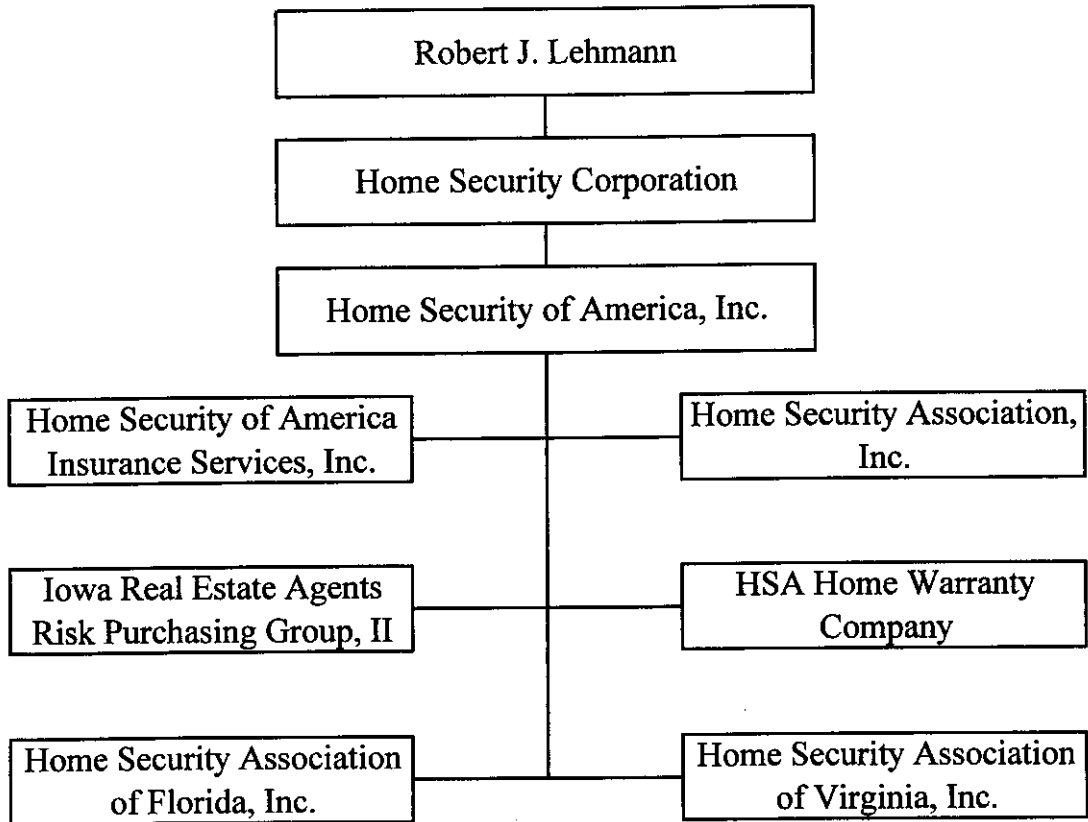 Robert J. Lehmann
Home Security Corporation
Home Security of America, Inc.
Home Security of America
Insurance Services, Inc.
Home Security Association,
Inc.
Iowa Real Estate Agents
Risk Purchasing Group, II
HSA Home Warranty
Company
Home Security Association
of Florida, Inc.
Home Security Association
of Virginia, Inc.